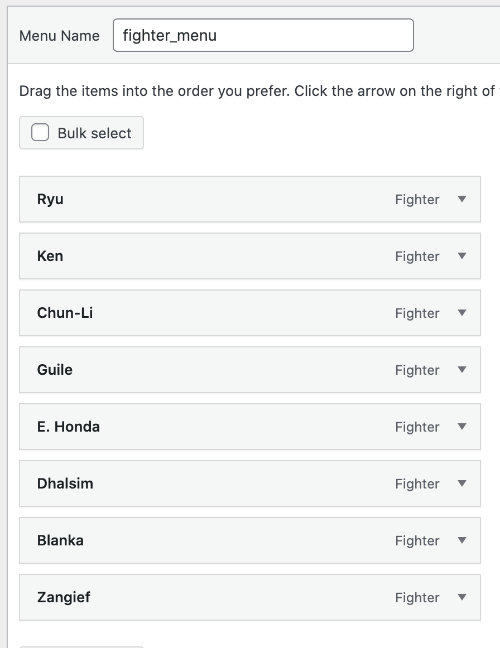 Menu Name fighter_menu
Drag the items into the order you prefer. Click the arrow on the right of
Bulk select
Ryu Fighter
Ken Fighter
Chun-Li Fighter
Guile Fighter
E. Honda Fighter
Dhalsim Fighter
Blanka Fighter
Zangief Fighter